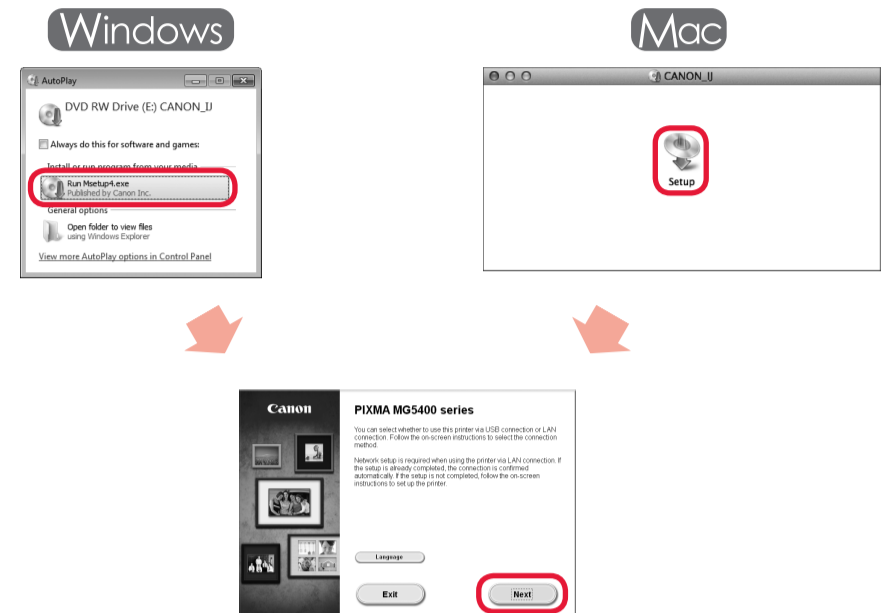 Windows
Mac
AutoPlay
DVD RW Drive (E:) CANON_IJ
Always do this for software and games:
Install or run program from your media
Run Msetup4.exe
Published by Canon Inc.
General options
Open folder to view files
using Windows Explorer
View more AutoPlay options in Control Panel
CANON_IJ
Setup
Canon
PIXMA MG5400 series
You can select whether to use this printer via USB connection or LAN
connection. Follow the on-screen instructions to select the connection
method.
Network setup is required when using the printer via LAN connection. If
the setup is already completed, the connection is confirmed
automatically. If the setup is not completed, follow the on-screen
instructions to set up the printer.
Language
Exit
Next